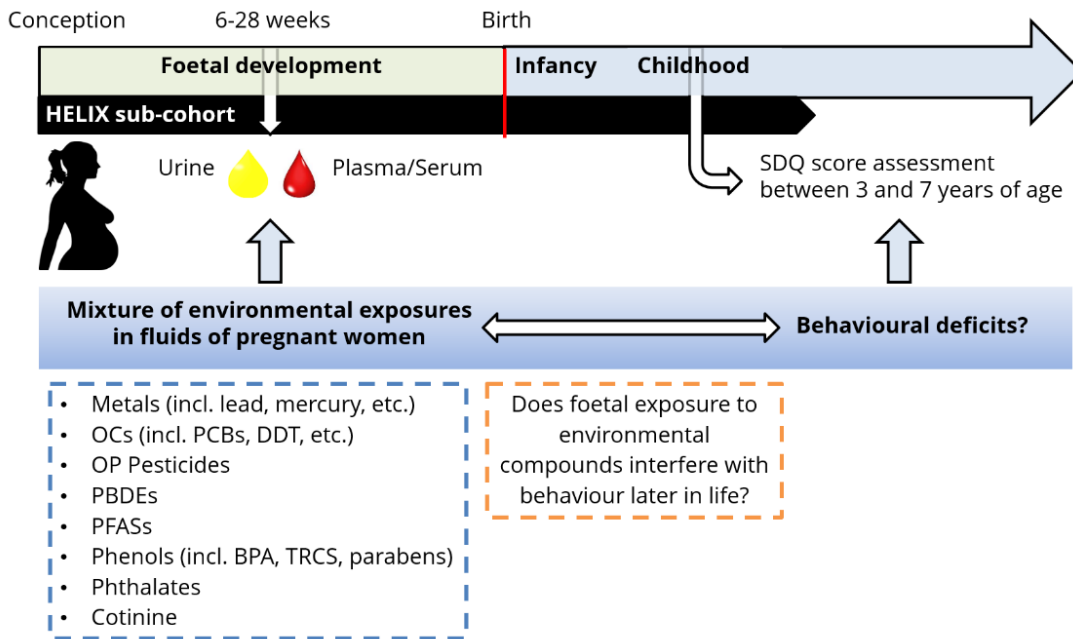 Conception
6-28 weeks
Birth
Foetal development
Infancy
Childhood
HELIX sub-cohort
Urine
Plasma/Serum
SDQ score assessment
between 3 and 7 years of age
Mixture of environmental exposures
in fluids of pregnant women
Behavioural deficits?
• Metals (incl. lead, mercury, etc.)
• OCs (incl. PCBs, DDT, etc.)
• OP Pesticides
• PBDEs
• PFASs
• Phenols (incl. BPA, TRCS, parabens)
• Phthalates
• Cotinine
Does foetal exposure to
environmental
compounds interfere with
behaviour later in life?